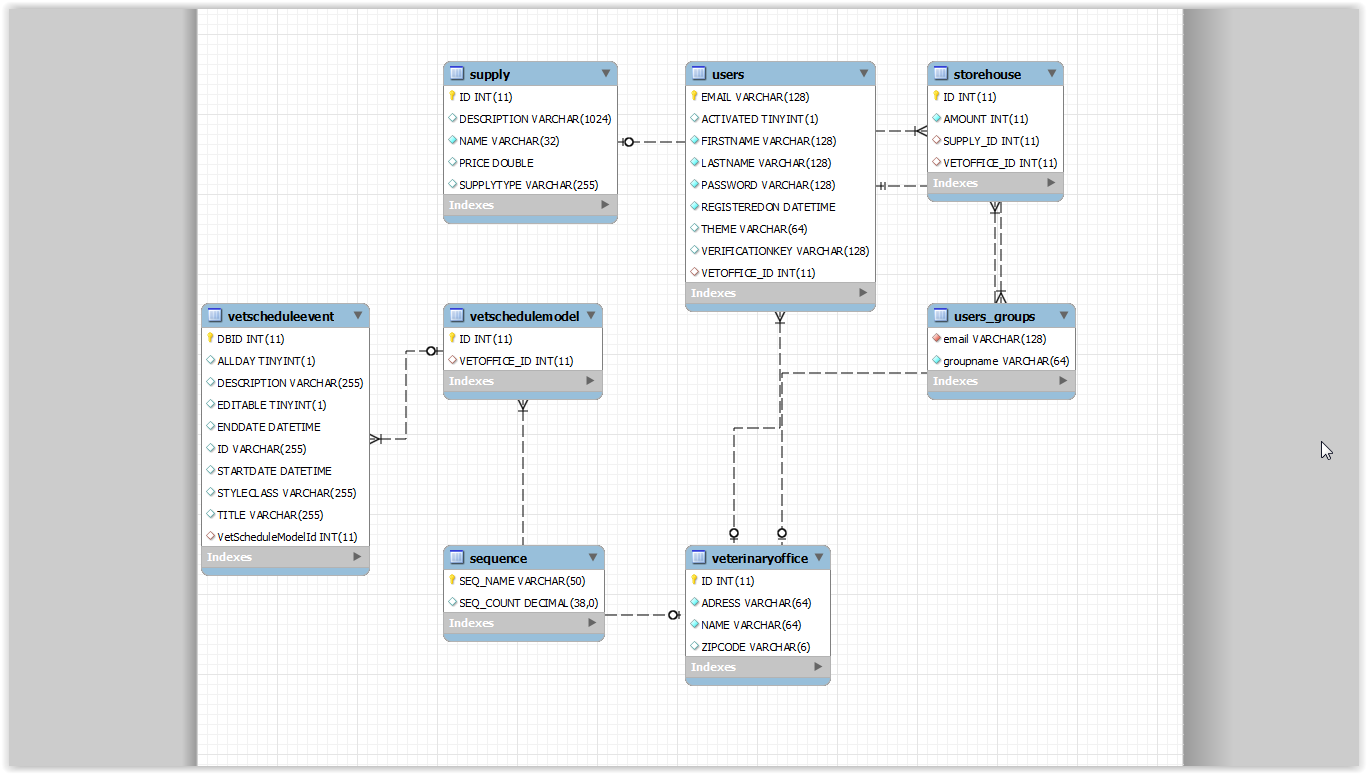 supply
ID INT(11)
DESCRIPTION VARCHAR(1024)
NAME VARCHAR(32)
PRICE DOUBLE
SUPPLYTYPE VARCHAR(255)
Indexes
users
EMAIL VARCHAR(128)
ACTIVATED TINYINT(1)
FIRSTNAME VARCHAR(128)
LASTNAME VARCHAR(128)
PASSWORD VARCHAR(128)
REGISTEREDON DATETIME
THEME VARCHAR(64)
VERIFICATIONKEY VARCHAR(128)
VETOFFICE_ID INT(11)
Indexes
storehouse
ID INT(11)
AMOUNT INT(11)
SUPPLY_ID INT(11)
VETOFFICE_ID INT(11)
Indexes
vetscheduleevent
DBID INT(11)
ALLDAY TINYINT(1)
DESCRIPTION VARCHAR(255)
EDITABLE TINYINT(1)
ENDDATE DATETIME
ID VARCHAR(255)
STARTDATE DATETIME
STYLECLASS VARCHAR(255)
TITLE VARCHAR(255)
VetScheduleModelId INT(11)
Indexes
vetschedulemodel
ID INT(11)
VETOFFICE_ID INT(11)
Indexes
users_groups
email VARCHAR(128)
groupname VARCHAR(64)
Indexes
sequence
SEQ_NAME VARCHAR(50)
SEQ_COUNT DECIMAL(38,0)
Indexes
veterinaryoffice
ID INT(11)
ADRESS VARCHAR(64)
NAME VARCHAR(64)
ZIPCODE VARCHAR(6)
Indexes